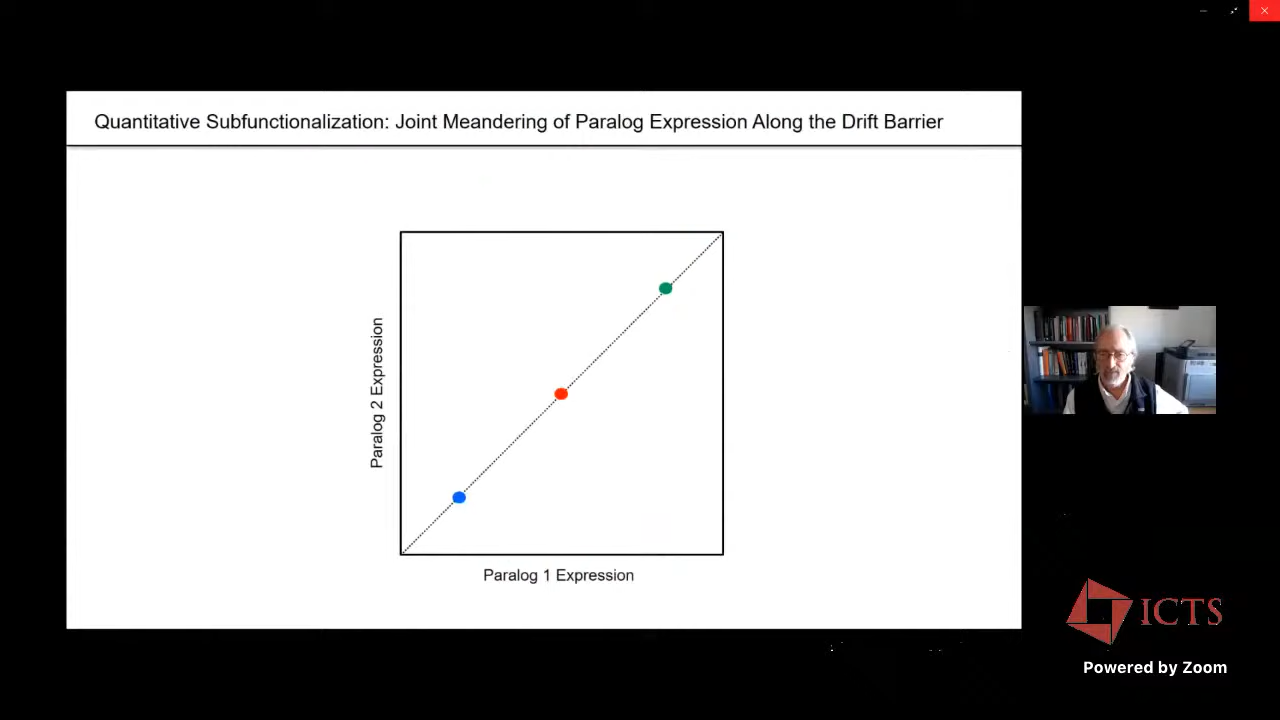 Quantitative Subfunctionalization: Joint Meandering of Paralog Expression Along the Drift Barrier
Paralog 2 Expression
Paralog 1 Expression
ICTS
Powered by Zoom